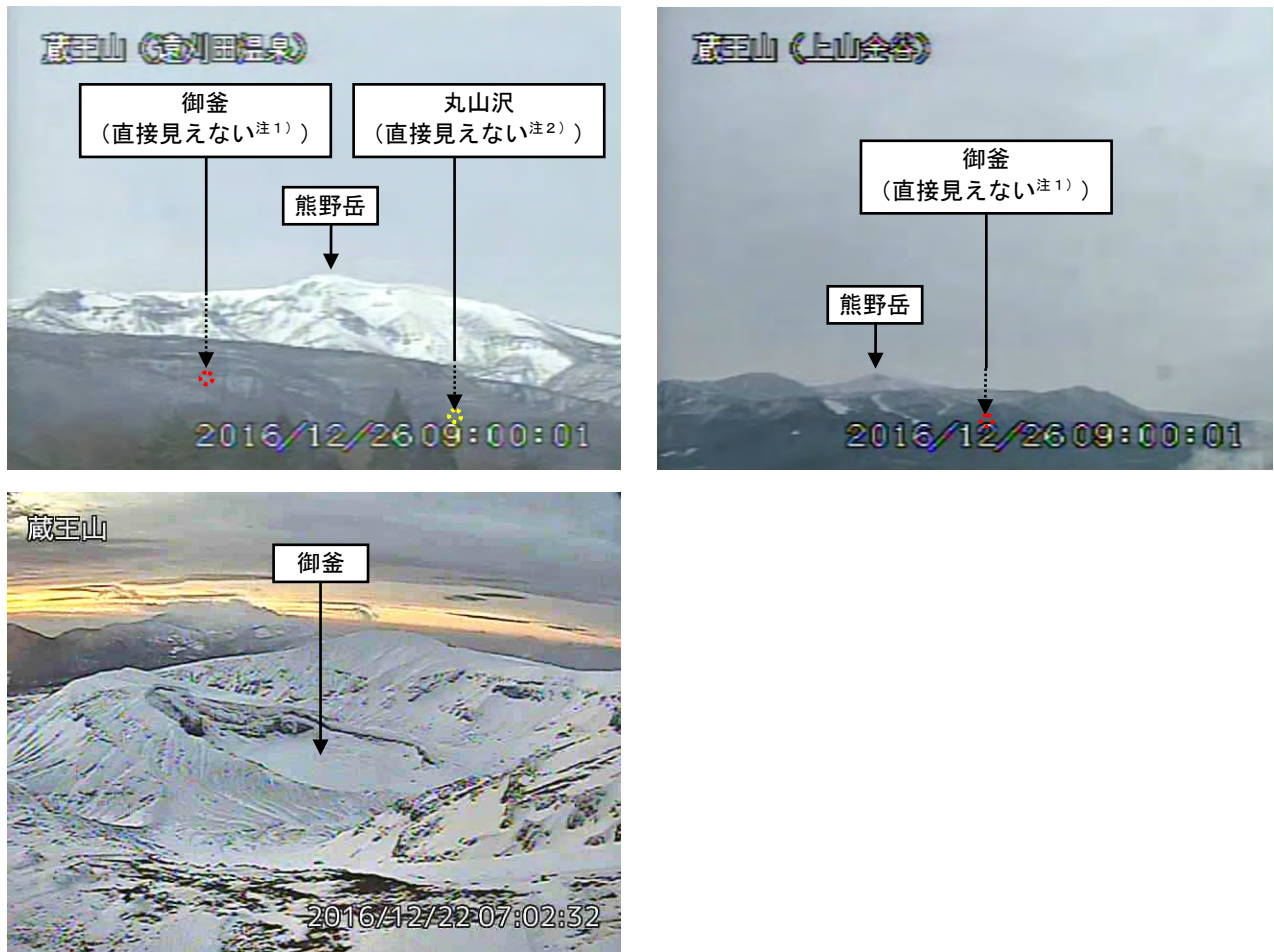 蔵王山（遠刈田温泉）
御釜
（直接見えない注１））
丸山沢
（直接見えない注２））
熊野岳
2016/12/26 09:00:01
蔵王山（上山金谷）
御釜
（直接見えない注１））
熊野岳
2016/12/26 09:00:01
蔵王山
御釜
2016/12/22 07:02:32